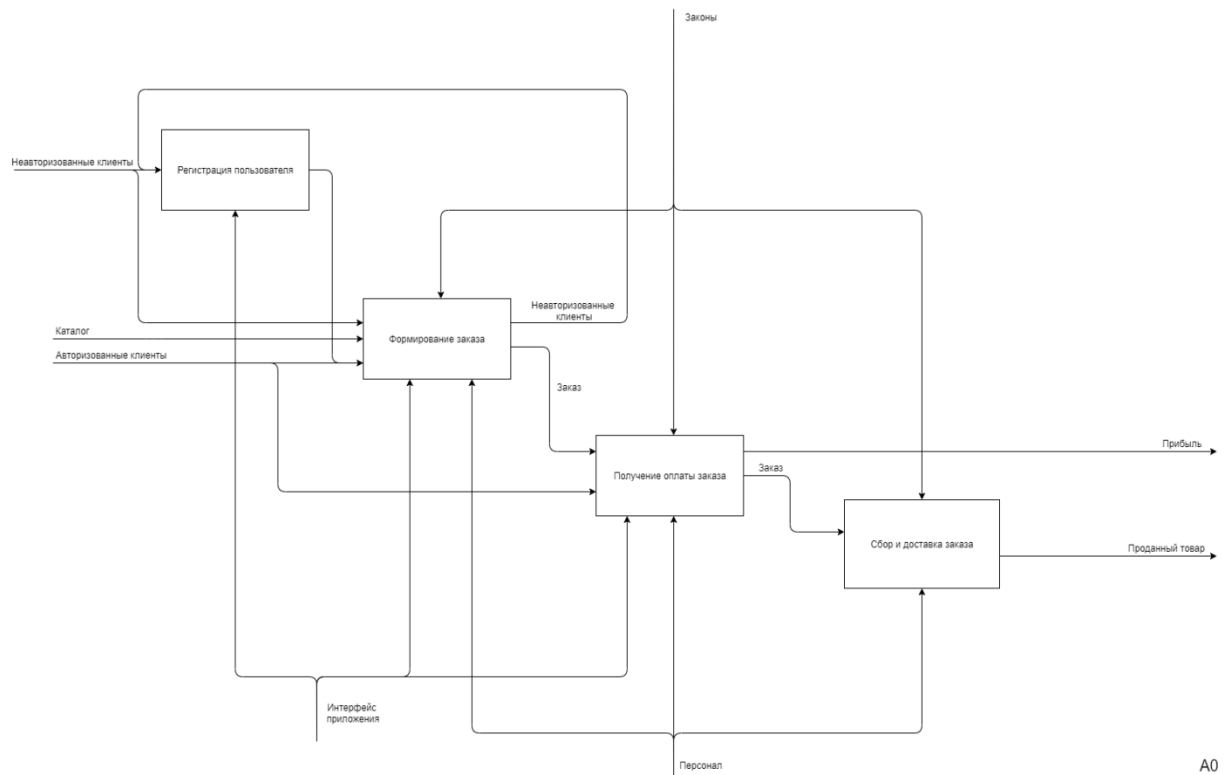 Законы
Неавторизованные клиенты
Регистрация пользователя
Неавторизованные
клиенты
Каталог
Формирование заказа
Авторизованные клиенты
Заказ
Прибыль
Заказ
Получение оплаты заказа
Сбор и доставка заказа
Проданный товар
Интерфейс
приложения
Персонал
A0